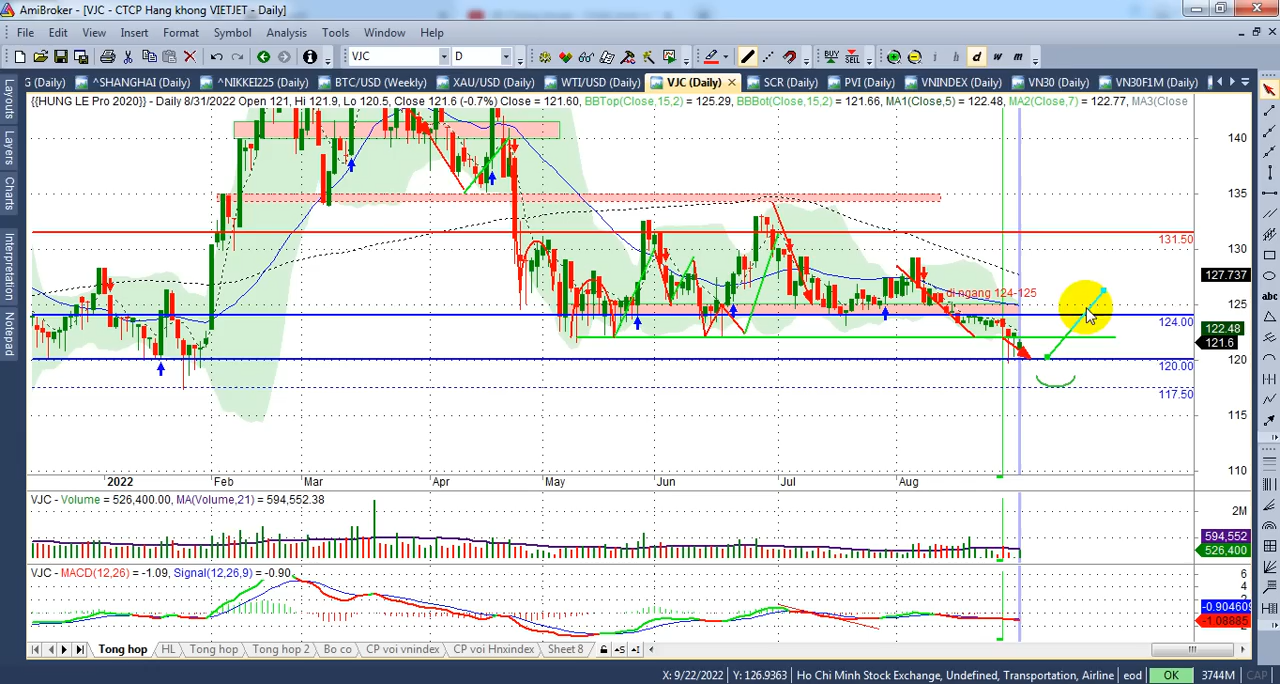 AmiBroker - [VJC - CTCP Hang khong VIETJET - Daily]
File Edit View Insert Format Symbol Analysis Tools Window Help
VJC D BUY SELL i h d w m
G (Daily) ^SHANGHAI (Daily) ^NIKKEI225 (Daily) BTC/USD (Weekly) XAU/USD (Daily) WTI/USD (Daily) VJC (Daily) SCR (Daily) PVI (Daily) VNINDEX (Daily) VN30 (Daily) VN30F1M (Daily)
{{HUNG LE Pro 2020}} - Daily 8/31/2022 Open 121, Hi 121.9, Lo 120.5, Close 121.6 (-0.7%) Close = 121.60, BBTop(Close,15,2) = 125.29, BBBot(Close,15,2) = 121.66, MA1(Close,5) = 122.48, MA2(Close,7) = 122.77, MA3(Close
Layouts
Layers
Charts
Interpretation
Notepad
abc
140
135
131.50
130
127.737
di ngang 124-125
125
124.00
122.48
121.6
120
120.00
117.50
115
110
2022 Feb Mar Apr May Jun Jul Aug
VJC - Volume = 526,400.00, MA(Volume,21) = 594,552.38
2M
594,552
526,400
VJC - MACD(12,26) = -1.09, Signal(12,26,9) = -0.90
6
4
2
-0.904609
-1.08885
Tong hop HL Tong hop Tong hop 2 Bo co CP voi vnindex CP voi Hnxindex Sheet 8
X: 9/22/2022 Y: 126.9363 Ho Chi Minh Stock Exchange, Undefined, Transportation, Airline eod OK 3744M CAP